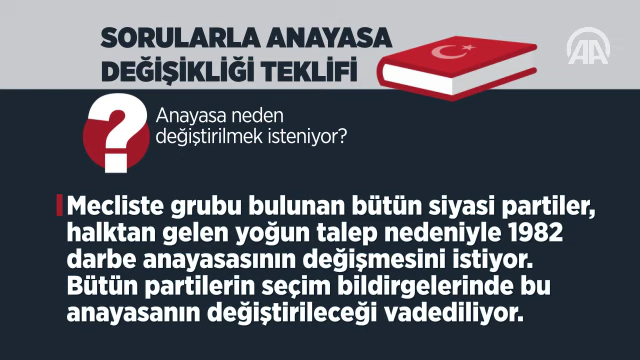 SORULARLA ANAYASA
DEĞİŞİKLİĞİ TEKLİFİ
AA
?
Anayasa neden
değiştirilmek isteniyor?
Mecliste grubu bulunan bütün siyasi partiler,
halktan gelen yoğun talep nedeniyle 1982
darbe anayasasının değişmesini istiyor.
Bütün partilerin seçim bildirgelerinde bu
anayasanın değiştirileceği vadediliyor.